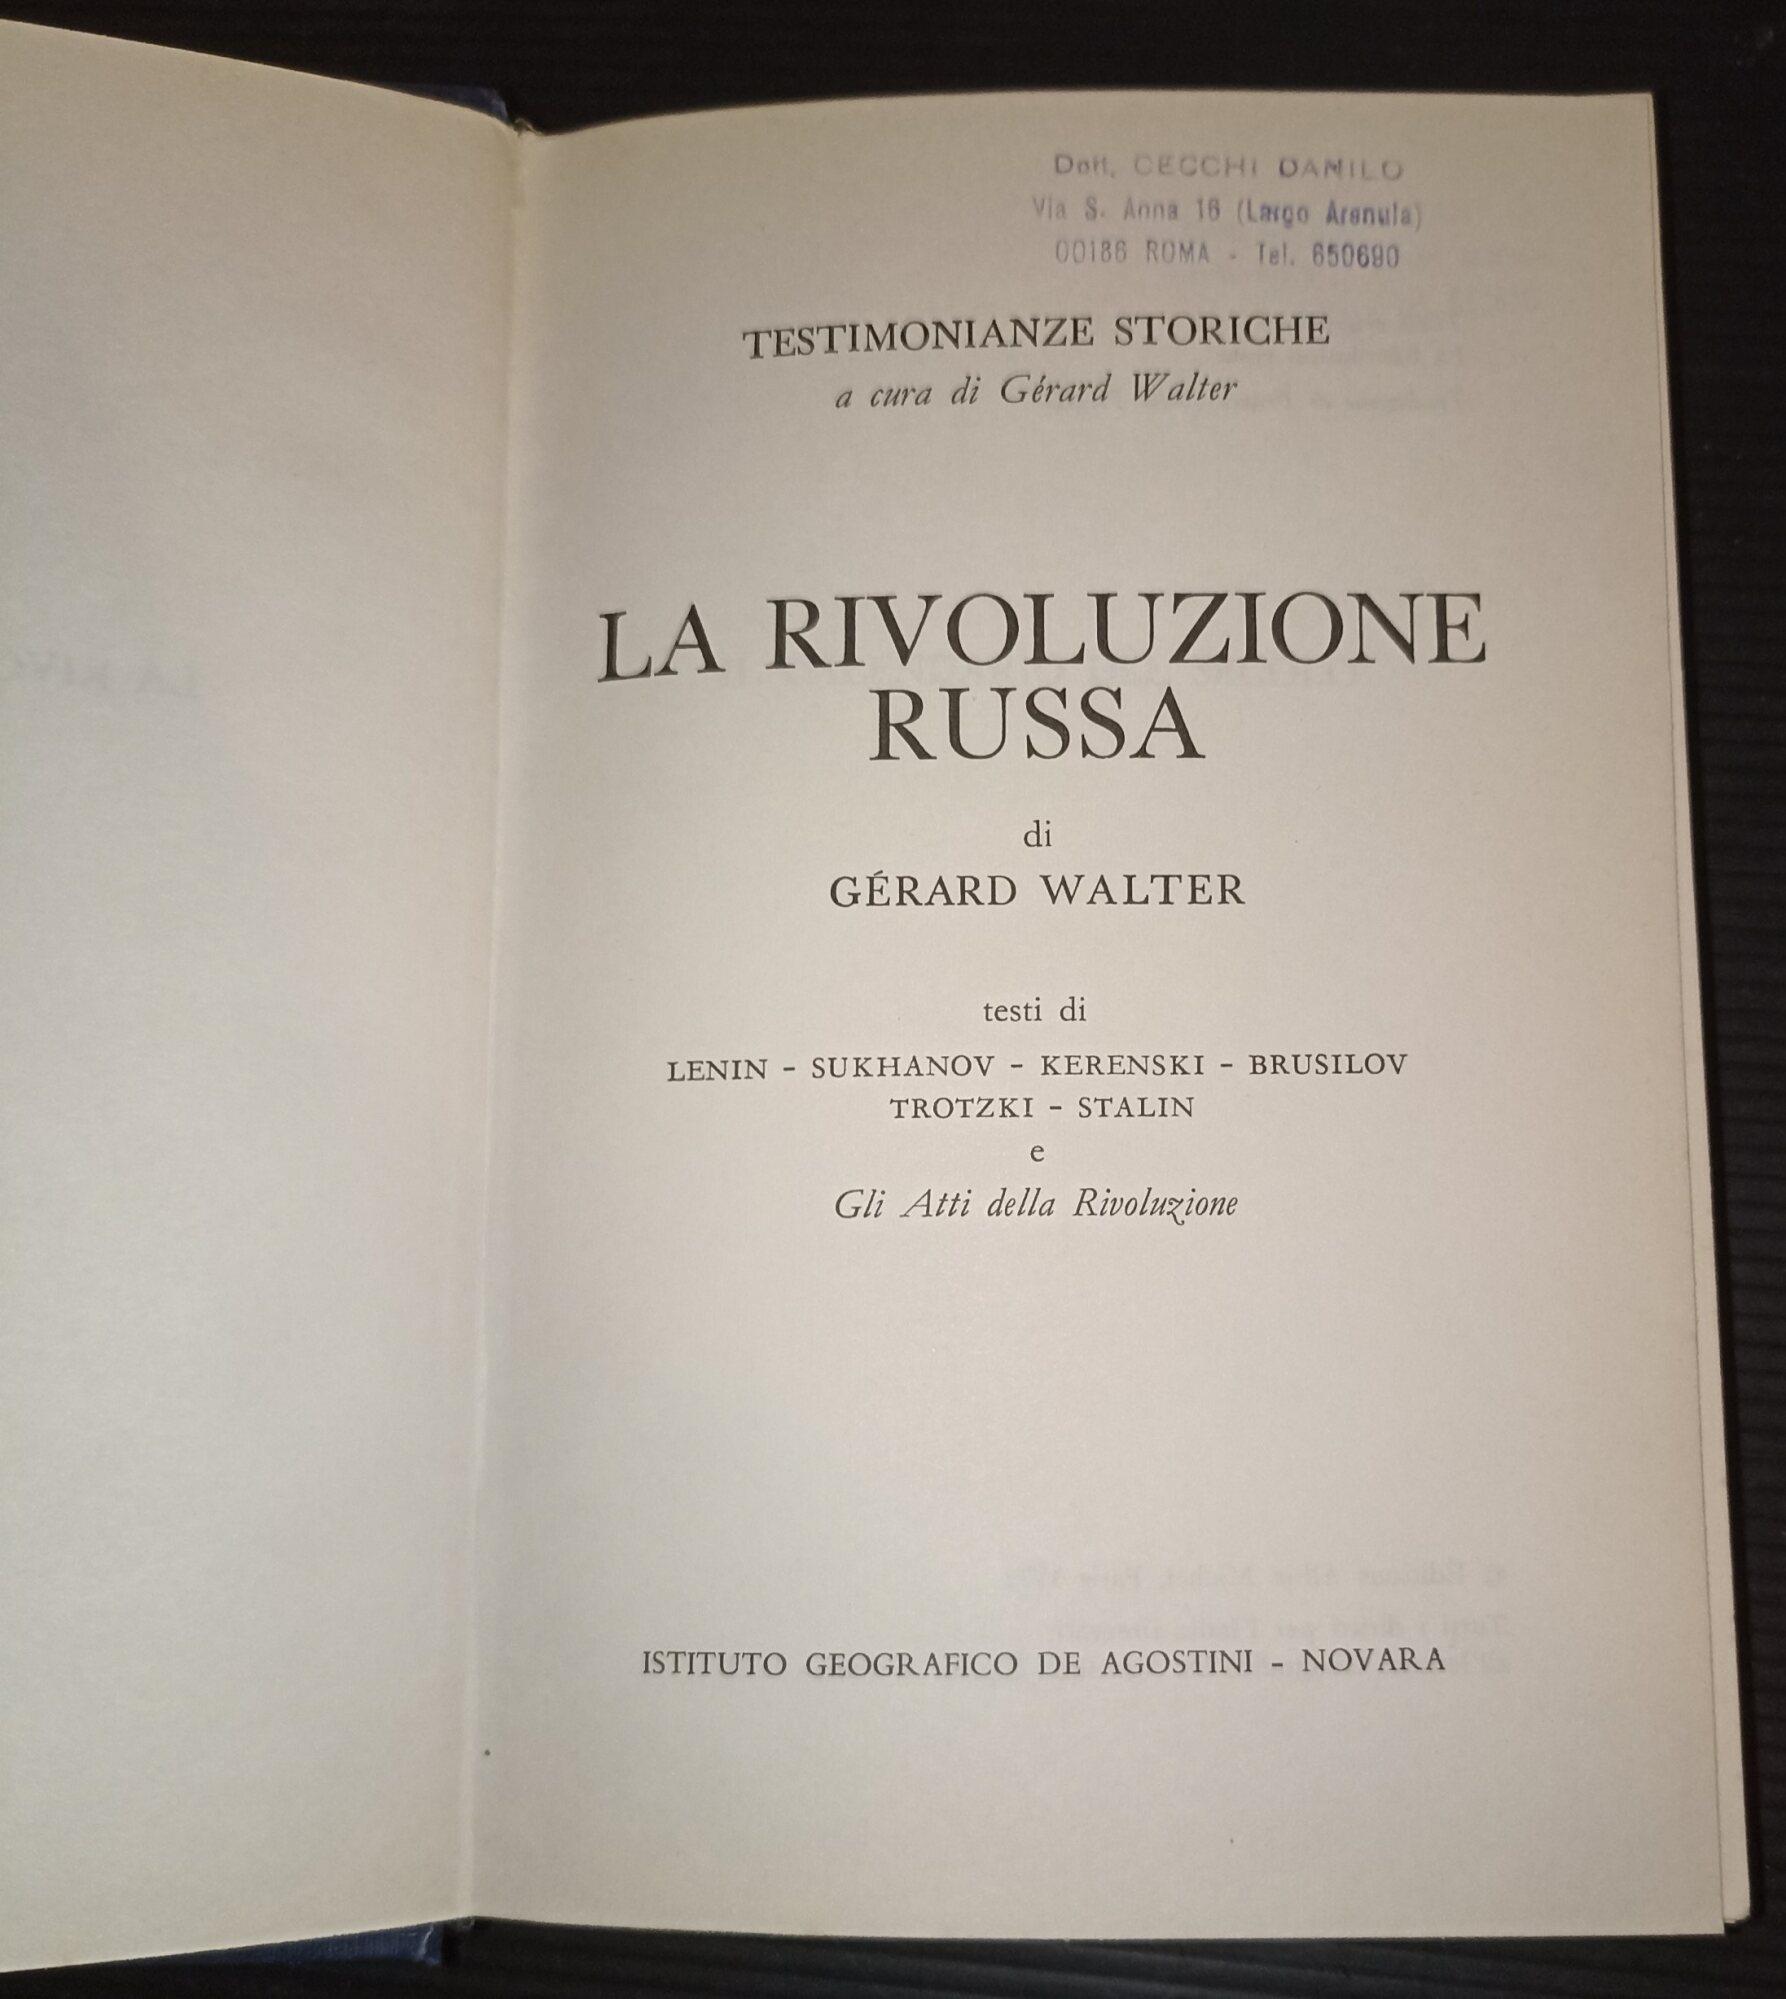 Dott. CECCHI DANILO
Via S. Anna 16 (Largo Arenula)
00186 ROMA - Tel. 650690
TESTIMONIANZE STORICHE
a cura di Gérard Walter
LA RIVOLUZIONE
RUSSA
di
GÉRARD WALTER
testi di
LENIN - SUKHANOV - KERENSKI - BRUSILOV
TROTZKI - STALIN
e
Gli Atti della Rivoluzione
ISTITUTO GEOGRAFICO DE AGOSTINI - NOVARA